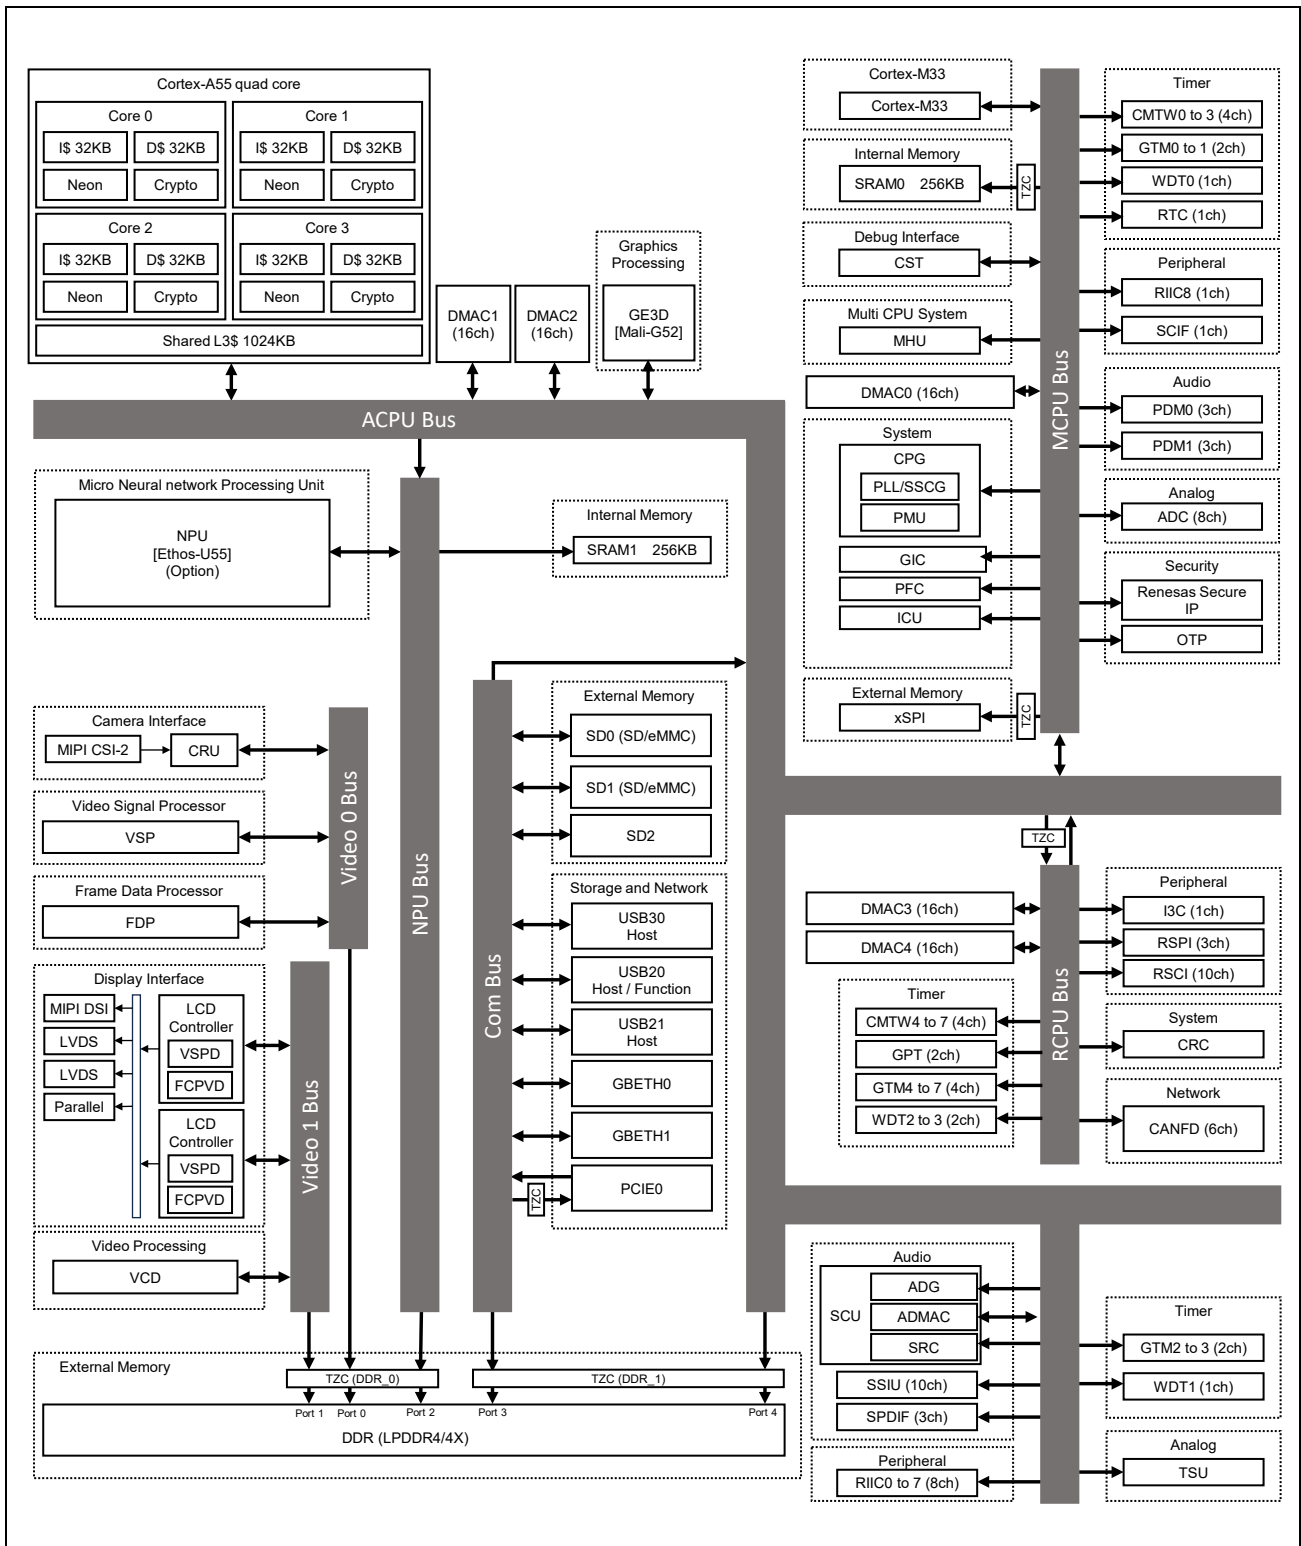 Cortex-A55 quad core
Core 0
I$ 32KB
D$ 32KB
Neon
Crypto
Core 1
I$ 32KB
D$ 32KB
Neon
Crypto
Core 2
I$ 32KB
D$ 32KB
Neon
Crypto
Core 3
I$ 32KB
D$ 32KB
Neon
Crypto
Shared L3$ 1024KB
DMAC1
(16ch)
DMAC2
(16ch)
Graphics
Processing
GE3D
[Mali-G52]
ACPU Bus
Micro Neural network Processing Unit
NPU
[Ethos-U55]
(Option)
Internal Memory
SRAM1 256KB
NPU Bus
Camera Interface
MIPI CSI-2
CRU
Video Signal Processor
VSP
Frame Data Processor
FDP
Video 0 Bus
Display Interface
MIPI DSI
LVDS
LVDS
Parallel
LCD
Controller
VSPD
FCPVD
LCD
Controller
VSPD
FCPVD
Video Processing
VCD
Video 1 Bus
Com Bus
External Memory
SD0 (SD/eMMC)
SD1 (SD/eMMC)
SD2
Storage and Network
USB30
Host
USB20
Host / Function
USB21
Host
GBETH0
GBETH1
PCIE0
TZC
External Memory
TZC (DDR_0)
TZC (DDR_1)
Port 1
Port 0
Port 2
Port 3
Port 4
DDR (LPDDR4/4X)
Cortex-M33
Cortex-M33
Internal Memory
SRAM0 256KB
TZC
Debug Interface
CST
Multi CPU System
MHU
DMAC0 (16ch)
System
CPG
PLL/SSCG
PMU
GIC
PFC
ICU
External Memory
xSPI
TZC
MCPU Bus
Timer
CMTW0 to 3 (4ch)
GTM0 to 1 (2ch)
WDT0 (1ch)
RTC (1ch)
Peripheral
RIIC8 (1ch)
SCIF (1ch)
Audio
PDM0 (3ch)
PDM1 (3ch)
Analog
ADC (8ch)
Security
Renesas Secure
IP
OTP
TZC
DMAC3 (16ch)
DMAC4 (16ch)
Timer
CMTW4 to 7 (4ch)
GPT (2ch)
GTM4 to 7 (4ch)
WDT2 to 3 (2ch)
RCPU Bus
Peripheral
I3C (1ch)
RSPI (3ch)
RSCI (10ch)
System
CRC
Network
CANFD (6ch)
Audio
SCU
ADG
ADMAC
SRC
SSIU (10ch)
SPDIF (3ch)
Peripheral
RIIC0 to 7 (8ch)
Timer
GTM2 to 3 (2ch)
WDT1 (1ch)
Analog
TSU